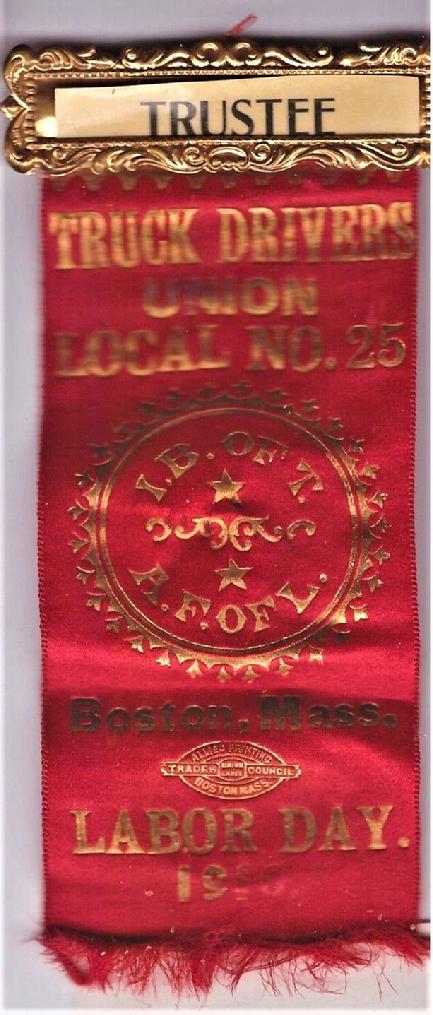 TRUSTEE
TRUCK DRIVERS
UNION
LOCAL NO. 25
I. B. OF T.
A. F. OF L.
Boston, Mass.
ALLIED PRINTING
TRADES UNION LABEL COUNCIL
BOSTON MASS
LABOR DAY.